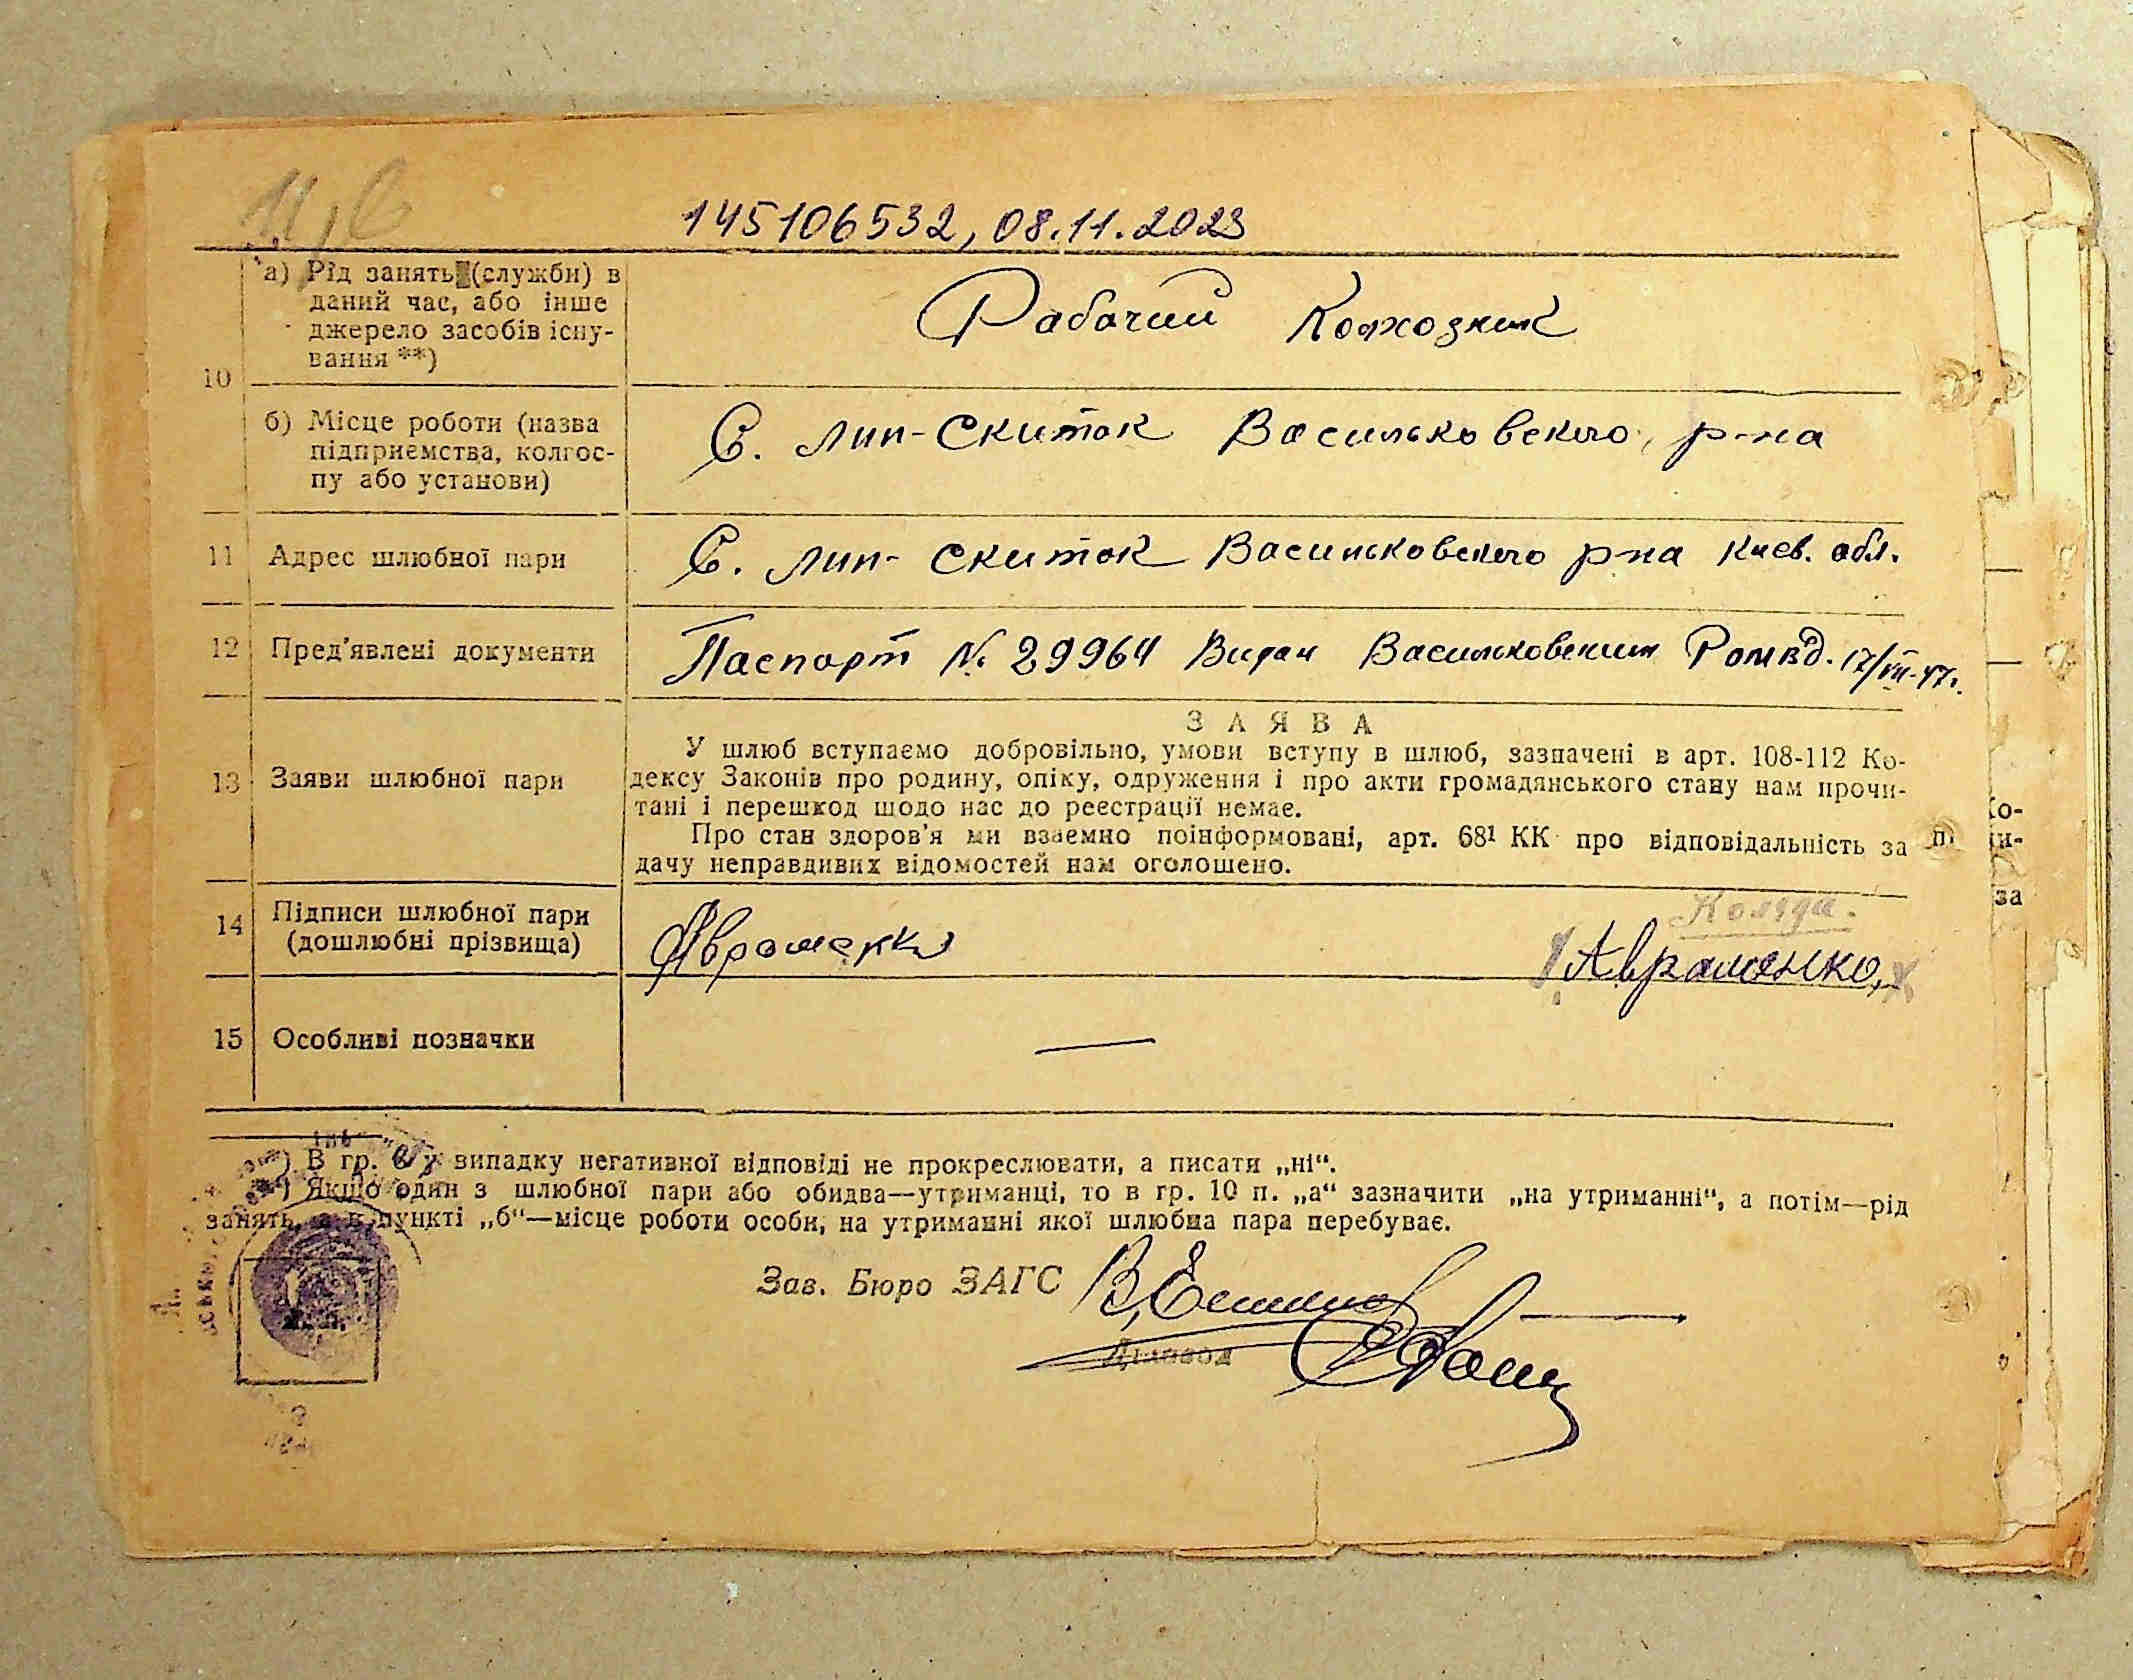 145106532, 08.11.2023
10
а) Рід занять (служби) в
даний час, або інше
джерело засобів існу-
вання **)
Рабочий Колхозник
б) Місце роботи (назва
підприємства, колгос-
пу або установи)
С. Лип-Скиток Васильковского р-на
11 Адрес шлюбної пари
С. Лип-Скиток Васильковского р-на Киев. обл.
12 Пред'явлені документи
Паспорт № 29964 Видан Васильковским РОМВД. 17/VII-47г.
13 Заяви шлюбної пари
ЗАЯВА
У шлюб вступаємо добровільно, умови вступу в шлюб, зазначені в арт. 108-112 Ко-
дексу Законів про родину, опіку, одруження і про акти громадянського стану нам прочи-
тані і перешкод щодо нас до реєстрації немає.
Про стан здоров'я ми взаємно поінформовані, арт. 68¹ КК про відповідальність за
дачу неправдивих відомостей нам оголошено.
14 Підписи шлюбної пари
(дошлюбні прізвища)
Коляда.
Авраменко
Авраменко,
15 Особливі позначки
—
*) В гр. 6 у випадку негативної відповіді не прокреслювати, а писати „ні“.
**) Якщо один з шлюбної пари або обидва—утриманці, то в гр. 10 п. „а“ зазначити „на утриманні“, а потім—рід
занять, а в пункті „б“—місце роботи особи, на утриманні якої шлюбна пара перебуває.
Зав. Бюро ЗАГС
Діловод